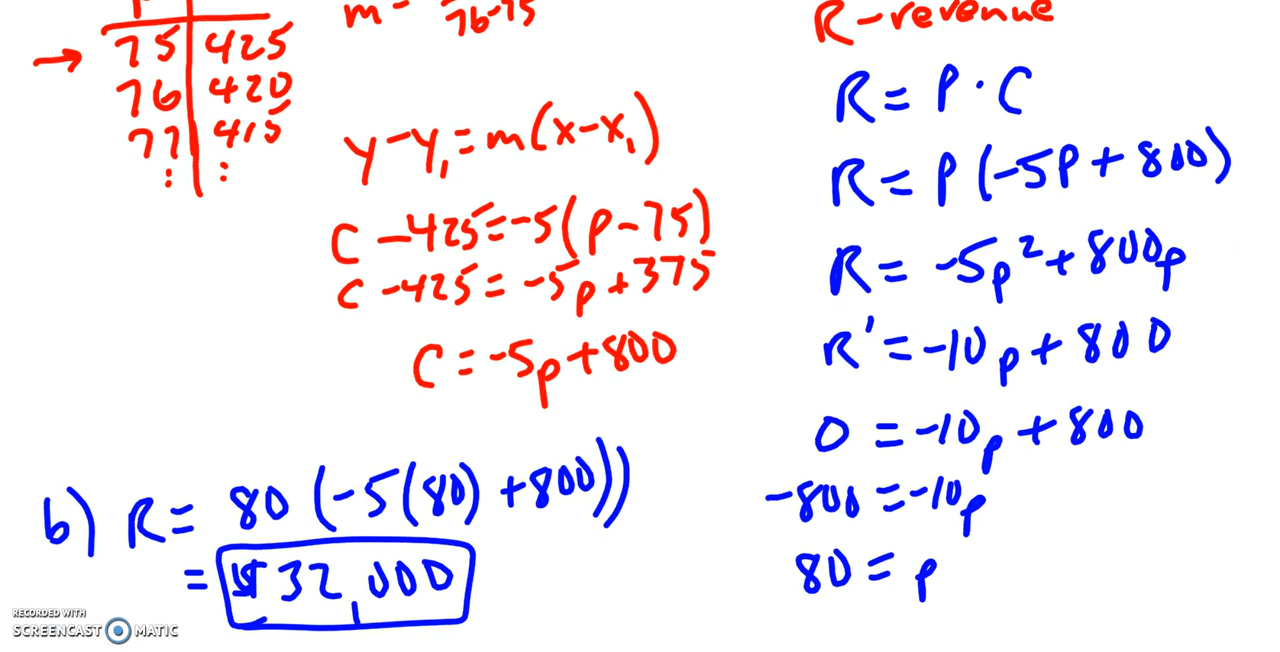 m = 76-75
R-revenue
→ 75 | 425
76 | 420
77 | 415
: | :
y-y₁=m(x-x₁)
C-425=-5(p-75)
C-425=-5p+375
C=-5p+800
R=P·C
R=P(-5P+800)
R=-5p²+800p
R'=-10p+800
0=-10p+800
-800=-10p
80=p
b) R=80(-5(80)+800))
=$32,000
RECORDED WITH
SCREENCAST MATIC